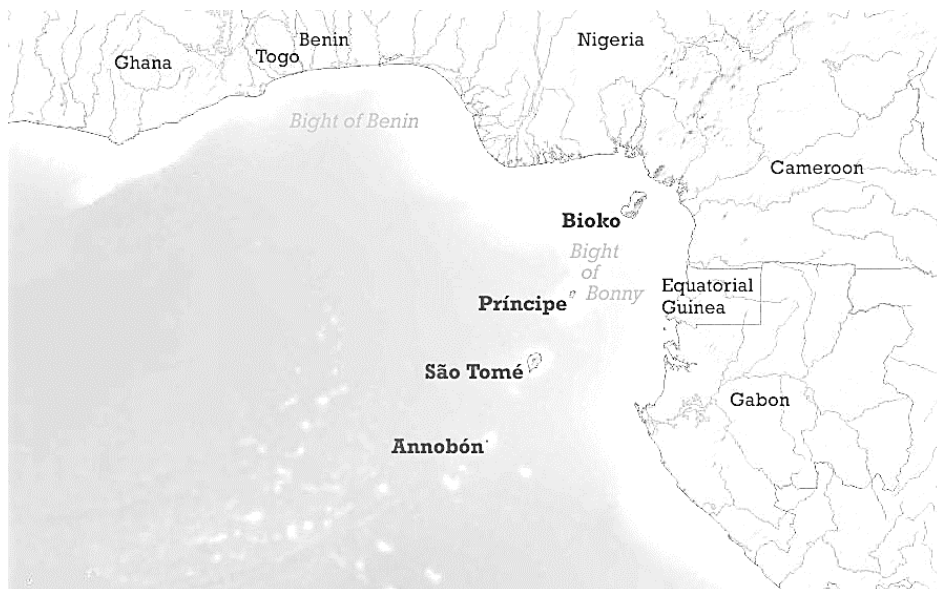 Benin
Nigeria
Togo
Ghana
Bight of Benin
Cameroon
Bioko
Bight
of
Bonny
Equatorial
Guinea
Príncipe
São Tomé
Gabon
Annobón